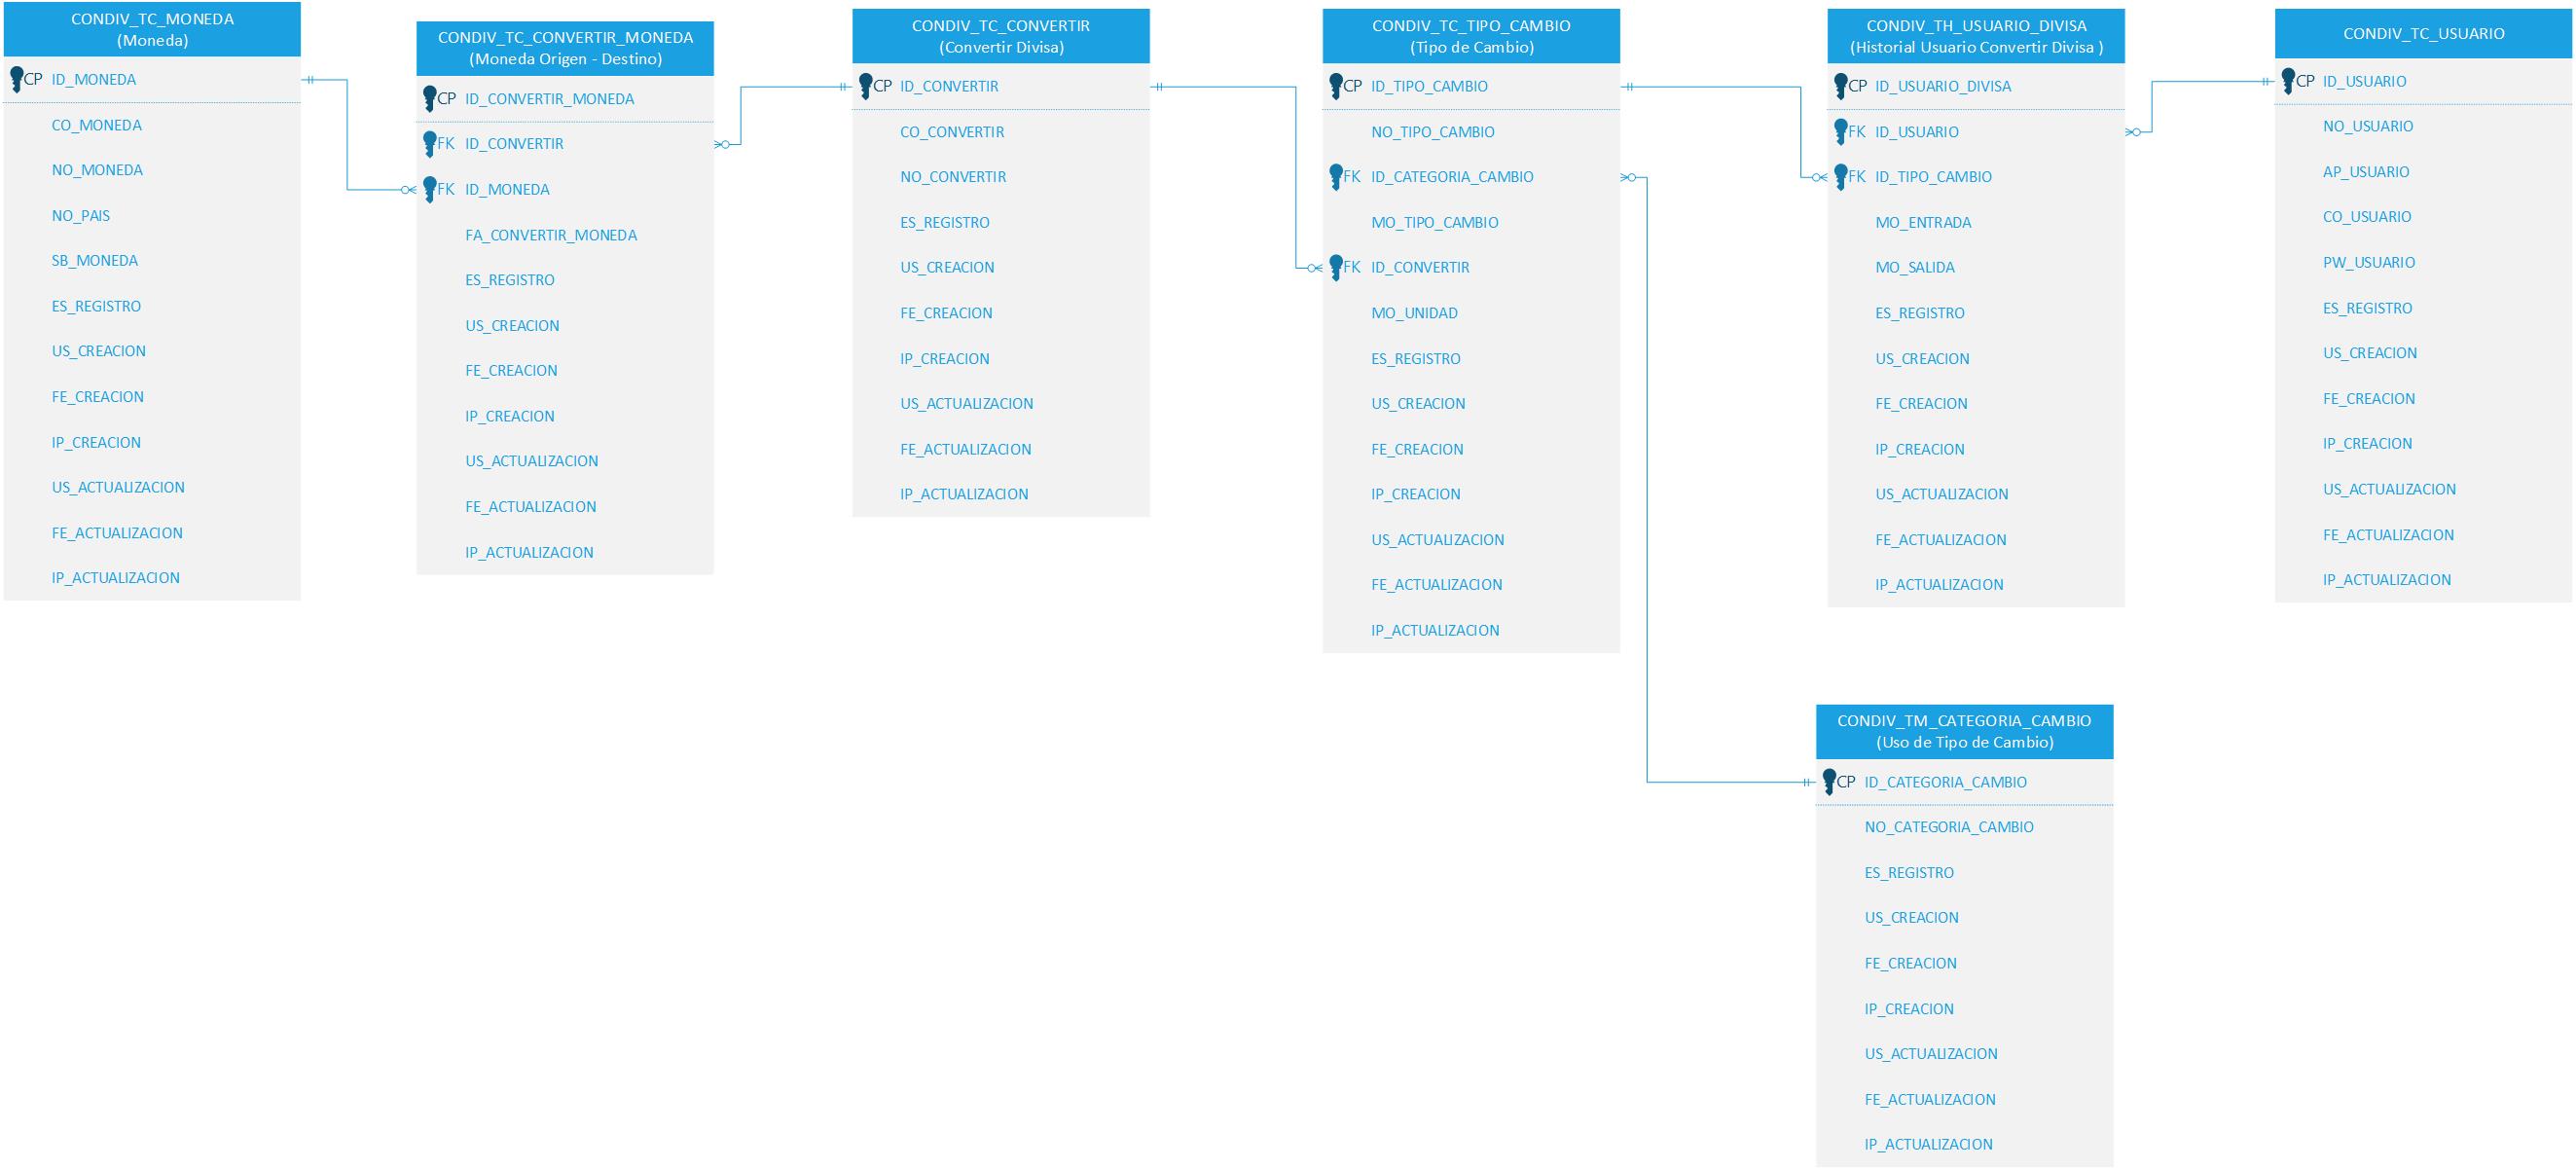 CONDIV_TC_MONEDA
(Moneda)
CP ID_MONEDA
CO_MONEDA
NO_MONEDA
NO_PAIS
SB_MONEDA
ES_REGISTRO
US_CREACION
FE_CREACION
IP_CREACION
US_ACTUALIZACION
FE_ACTUALIZACION
IP_ACTUALIZACION
CONDIV_TC_CONVERTIR_MONEDA
(Moneda Origen - Destino)
CP ID_CONVERTIR_MONEDA
FK ID_CONVERTIR
FK ID_MONEDA
FA_CONVERTIR_MONEDA
ES_REGISTRO
US_CREACION
FE_CREACION
IP_CREACION
US_ACTUALIZACION
FE_ACTUALIZACION
IP_ACTUALIZACION
CONDIV_TC_CONVERTIR
(Convertir Divisa)
CP ID_CONVERTIR
CO_CONVERTIR
NO_CONVERTIR
ES_REGISTRO
US_CREACION
FE_CREACION
IP_CREACION
US_ACTUALIZACION
FE_ACTUALIZACION
IP_ACTUALIZACION
CONDIV_TC_TIPO_CAMBIO
(Tipo de Cambio)
CP ID_TIPO_CAMBIO
NO_TIPO_CAMBIO
FK ID_CATEGORIA_CAMBIO
MO_TIPO_CAMBIO
FK ID_CONVERTIR
MO_UNIDAD
ES_REGISTRO
US_CREACION
FE_CREACION
IP_CREACION
US_ACTUALIZACION
FE_ACTUALIZACION
IP_ACTUALIZACION
CONDIV_TH_USUARIO_DIVISA
(Historial Usuario Convertir Divisa )
CP ID_USUARIO_DIVISA
FK ID_USUARIO
FK ID_TIPO_CAMBIO
MO_ENTRADA
MO_SALIDA
ES_REGISTRO
US_CREACION
FE_CREACION
IP_CREACION
US_ACTUALIZACION
FE_ACTUALIZACION
IP_ACTUALIZACION
CONDIV_TC_USUARIO
CP ID_USUARIO
NO_USUARIO
AP_USUARIO
CO_USUARIO
PW_USUARIO
ES_REGISTRO
US_CREACION
FE_CREACION
IP_CREACION
US_ACTUALIZACION
FE_ACTUALIZACION
IP_ACTUALIZACION
CONDIV_TM_CATEGORIA_CAMBIO
(Uso de Tipo de Cambio)
CP ID_CATEGORIA_CAMBIO
NO_CATEGORIA_CAMBIO
ES_REGISTRO
US_CREACION
FE_CREACION
IP_CREACION
US_ACTUALIZACION
FE_ACTUALIZACION
IP_ACTUALIZACION